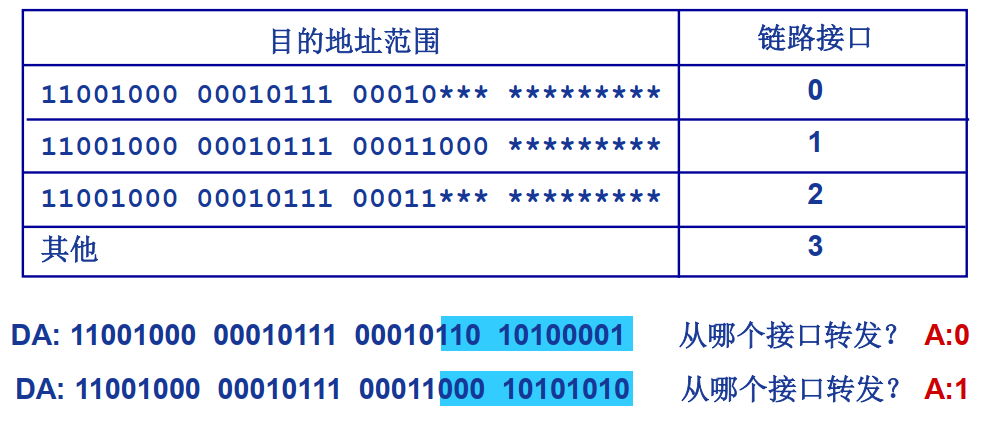 目的地址范围 链路接口
11001000 00010111 00010*** ********* 0
11001000 00010111 00011000 ********* 1
11001000 00010111 00011*** ********* 2
其他 3
DA: 11001000 00010111 00010110 10100001 从哪个接口转发? A:0
DA: 11001000 00010111 00011000 10101010 从哪个接口转发? A:1